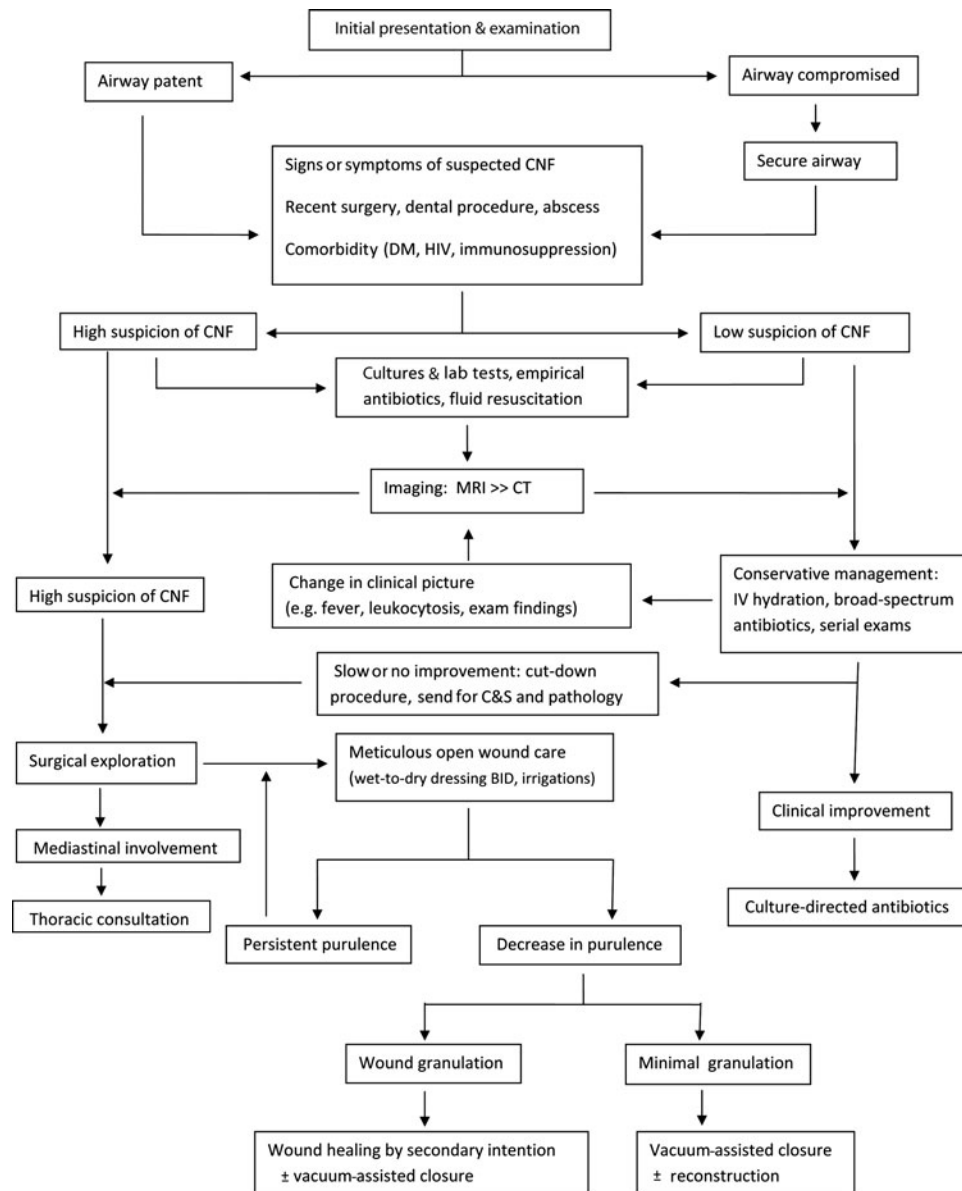 Initial presentation & examination
Airway patent
Airway compromised
Secure airway
Signs or symptoms of suspected CNF
Recent surgery, dental procedure, abscess
Comorbidity (DM, HIV, immunosuppression)
High suspicion of CNF
Low suspicion of CNF
Cultures & lab tests, empirical
antibiotics, fluid resuscitation
Imaging: MRI >> CT
High suspicion of CNF
Change in clinical picture
(e.g. fever, leukocytosis, exam findings)
Conservative management:
IV hydration, broad-spectrum
antibiotics, serial exams
Slow or no improvement: cut-down
procedure, send for C&S and pathology
Surgical exploration
Meticulous open wound care
(wet-to-dry dressing BID, irrigations)
Clinical improvement
Mediastinal involvement
Thoracic consultation
Culture-directed antibiotics
Persistent purulence
Decrease in purulence
Wound granulation
Minimal granulation
Wound healing by secondary intention
± vacuum-assisted closure
Vacuum-assisted closure
± reconstruction